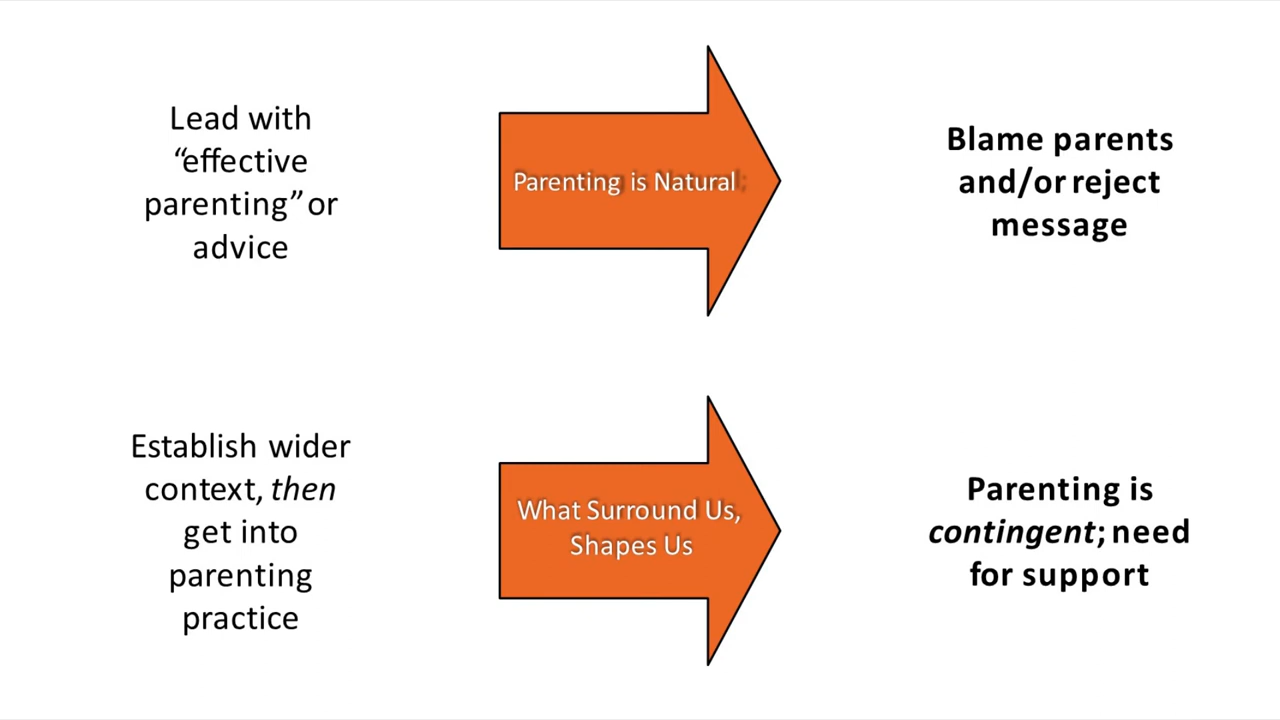 Lead with
“effective
parenting” or
advice
Parenting is Natural;
Blame parents
and/or reject
message
Establish wider
context, then
get into
parenting
practice
What Surround Us,
Shapes Us
Parenting is
contingent; need
for support